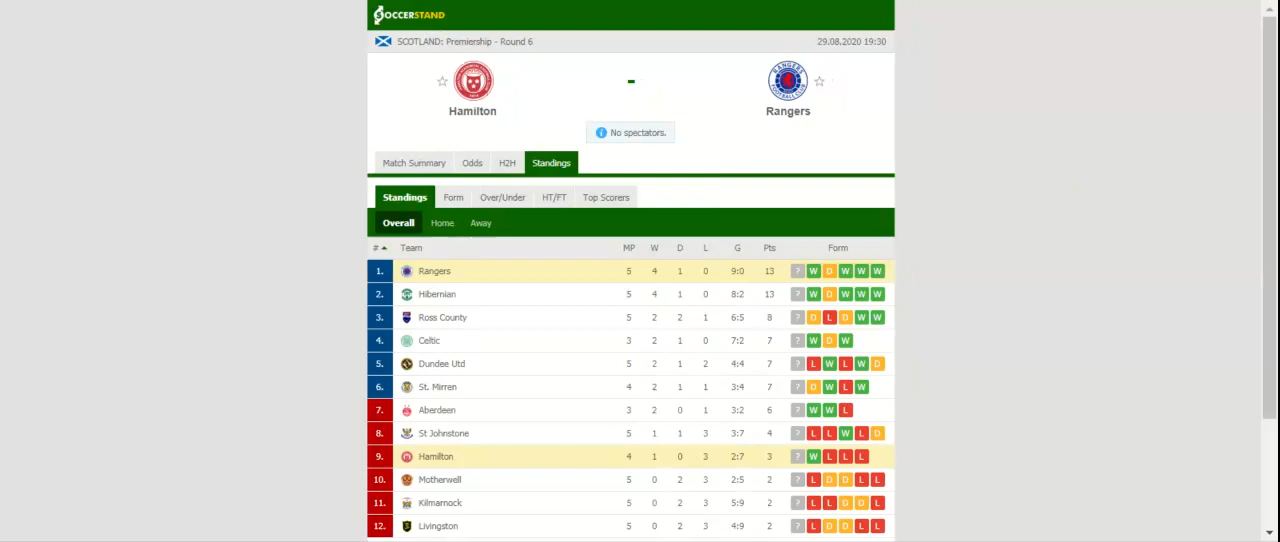 SOCCERSTAND
SCOTLAND: Premiership - Round 6 29.08.2020 19:30
RANGERS FOOTBALL CLUB
-
Hamilton Rangers
i No spectators.
Match Summary Odds H2H Standings
Standings Form Over/Under HT/FT Top Scorers
Overall Home Away
# Team MP W D L G Pts Form
1. Rangers 5 4 1 0 9:0 13 ? W D W W W
2. Hibernian 5 4 1 0 8:2 13 ? W D W W W
3. Ross County 5 2 2 1 6:5 8 ? D L D W W
4. Celtic 3 2 1 0 7:2 7 ? W D W
5. Dundee Utd 5 2 1 2 4:4 7 ? L W L W D
6. St. Mirren 4 2 1 1 3:4 7 ? D W L W
7. Aberdeen 3 2 0 1 3:2 6 ? W W L
8. St Johnstone 5 1 1 3 3:7 4 ? L L W L D
9. Hamilton 4 1 0 3 2:7 3 ? W L L L
10. Motherwell 5 0 2 3 2:5 2 ? L D D L L
11. Kilmarnock 5 0 2 3 5:9 2 ? L L D D L
12. Livingston 5 0 2 3 4:9 2 ? L D D L L